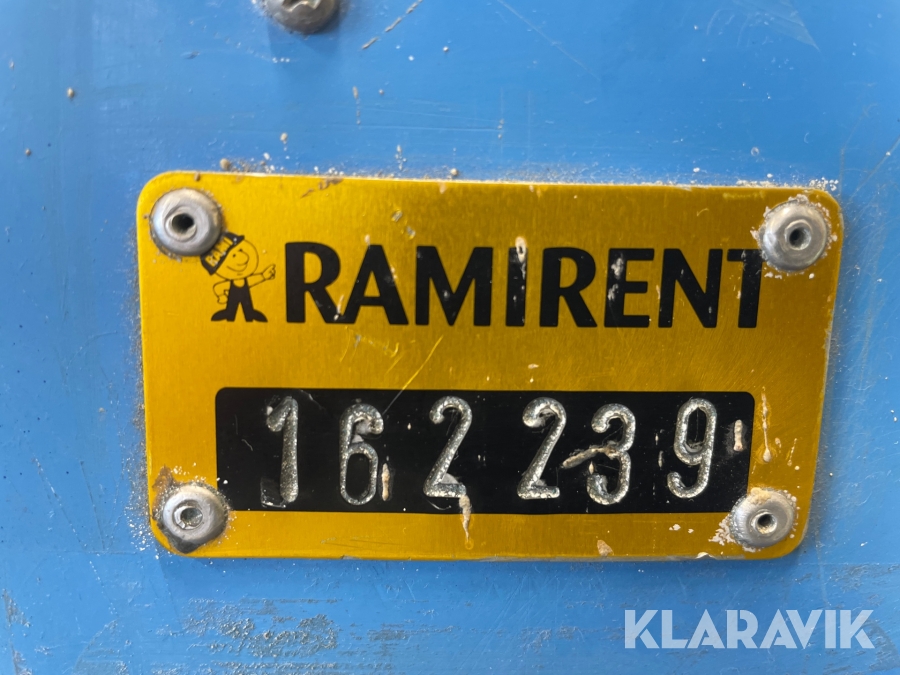 RAMIRENT
162239
KLARAVIK